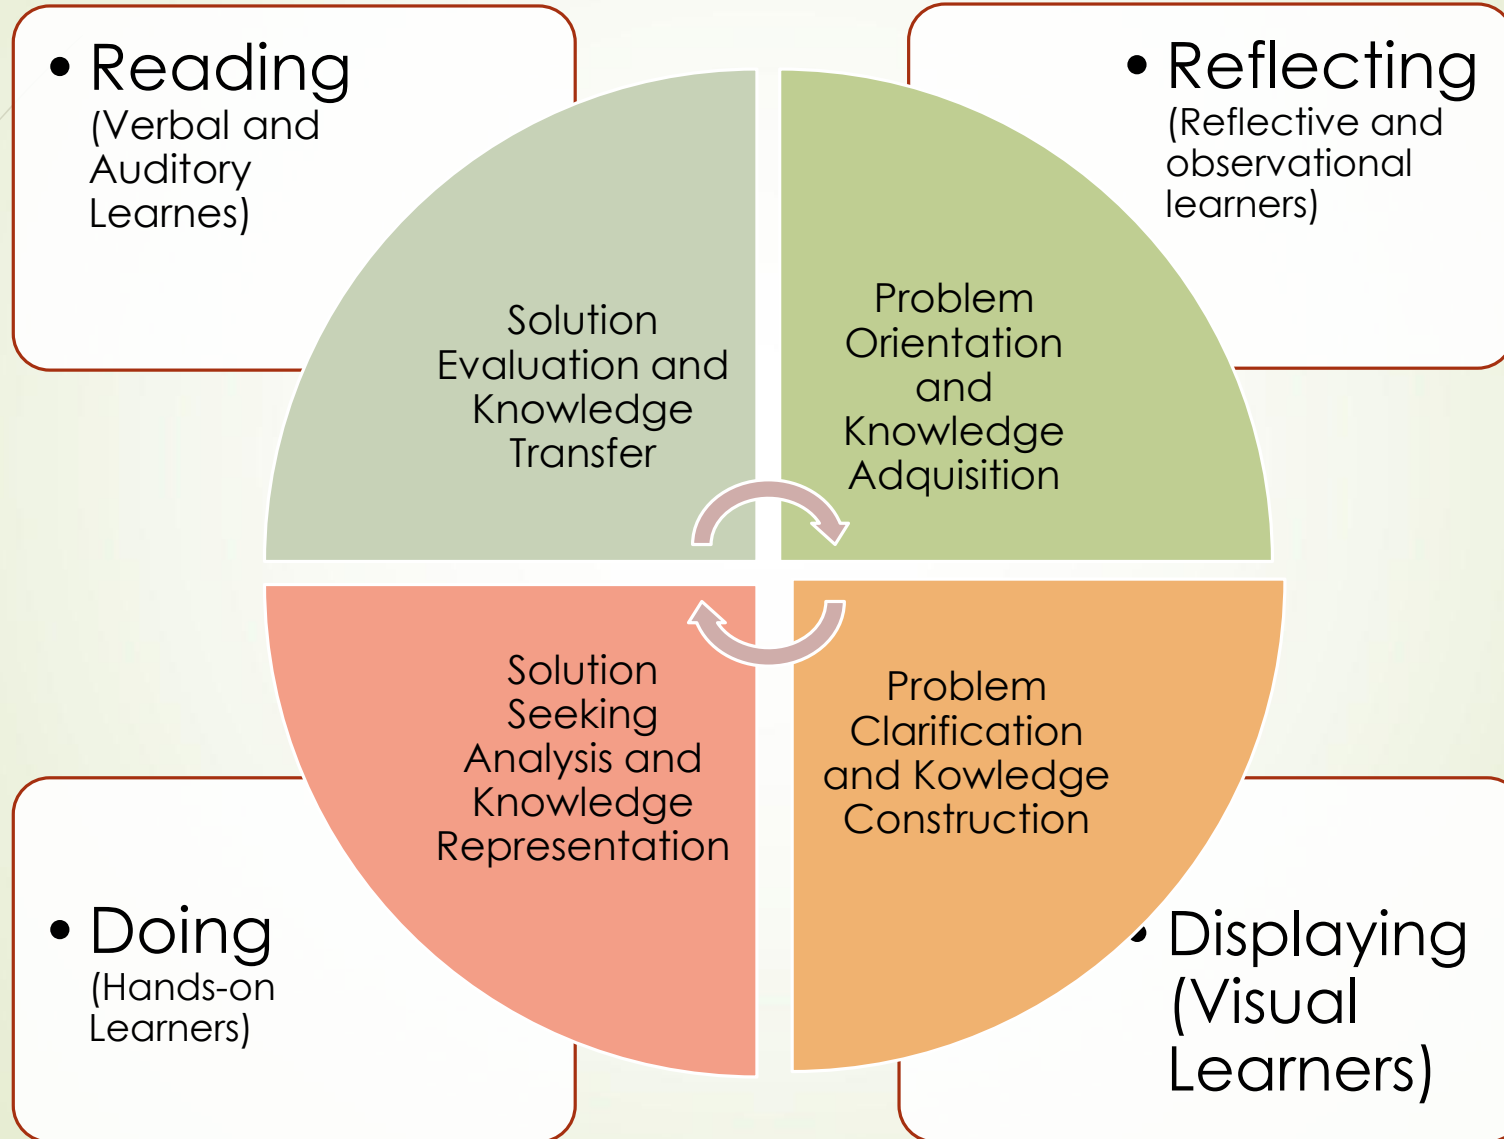 • Reading
(Verbal and
Auditory
Learnes)
• Reflecting
(Reflective and
observational
learners)
Solution
Evaluation and
Knowledge
Transfer
Problem
Orientation
and
Knowledge
Adquisition
Solution
Seeking
Analysis and
Knowledge
Representation
Problem
Clarification
and Kowledge
Construction
• Doing
(Hands-on
Learners)
• Displaying
(Visual
Learners)